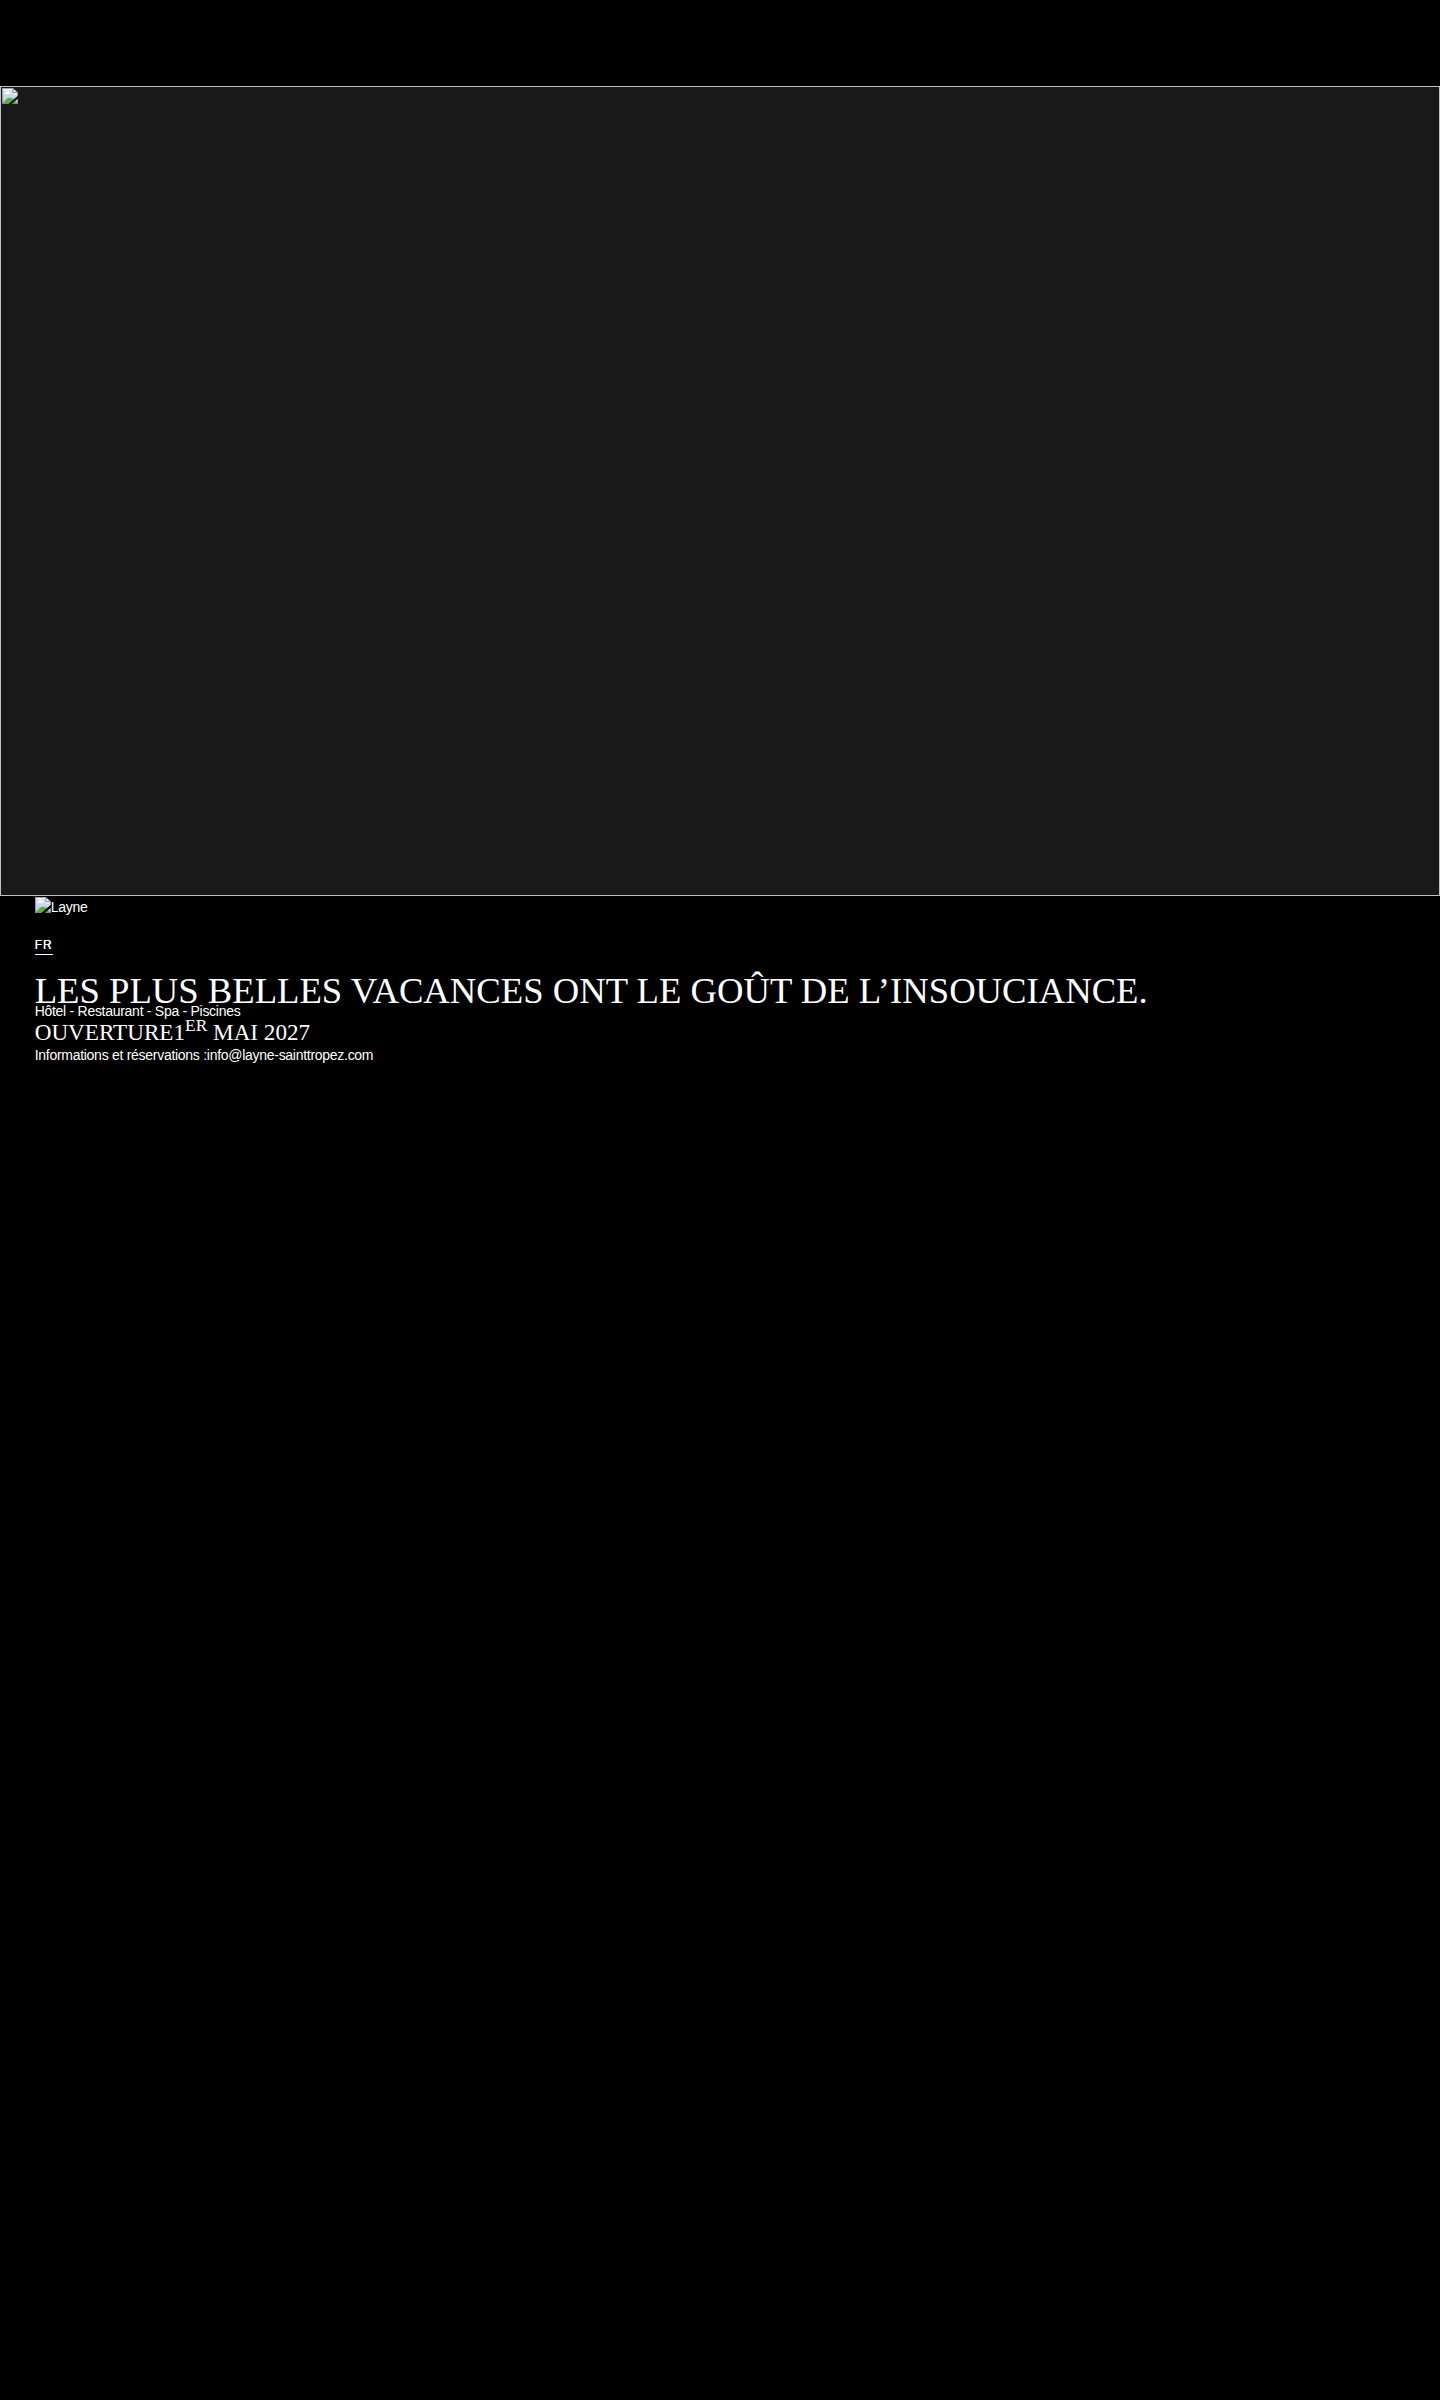 Layne
FR
LES PLUS BELLES VACANCES ONT LE GOÛT DE L’INSOUCIANCE.
Hôtel - Restaurant - Spa - Piscines
OUVERTURE1ER MAI 2027
Informations et réservations :info@layne-sainttropez.com